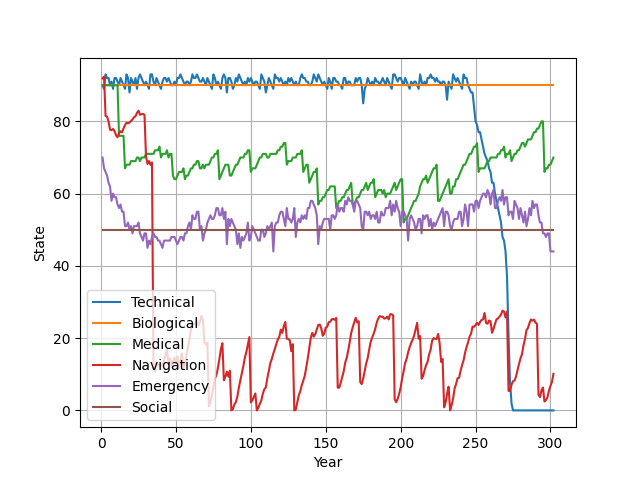 State
80
60
40
20
0
Technical
Biological
Medical
Navigation
Emergency
Social
0 50 100 150 200 250 300
Year